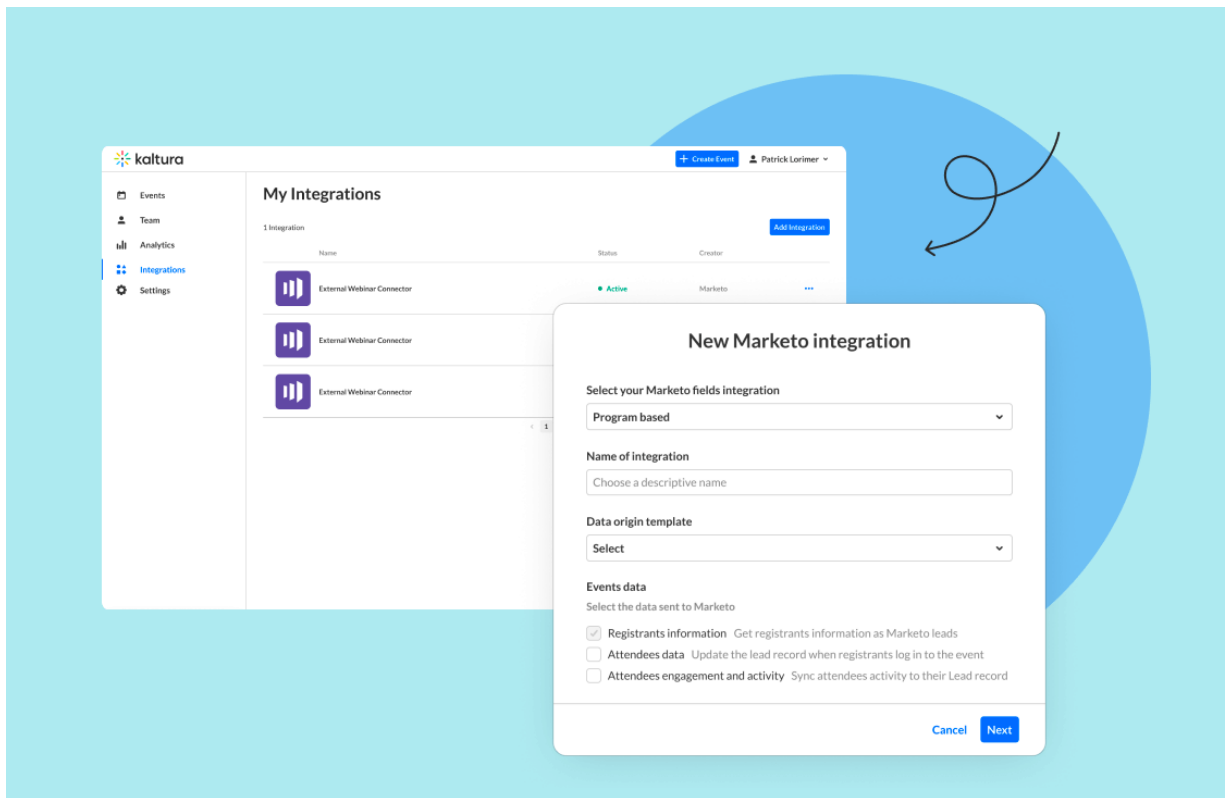 kaltura
+ Create Event
Patrick Lorimer
Events
Team
Analytics
Integrations
Settings
My Integrations
1 Integration
Add Integration
Name Status Creator
External Webinar Connector Active Marketo ...
External Webinar Connector
External Webinar Connector
< 1
New Marketo integration
Select your Marketo fields integration
Program based
Name of integration
Choose a descriptive name
Data origin template
Select
Events data
Select the data sent to Marketo
Registrants information Get registrants information as Marketo leads
Attendees data Update the lead record when registrants log in to the event
Attendees engagement and activity Sync attendees activity to their Lead record
Cancel Next